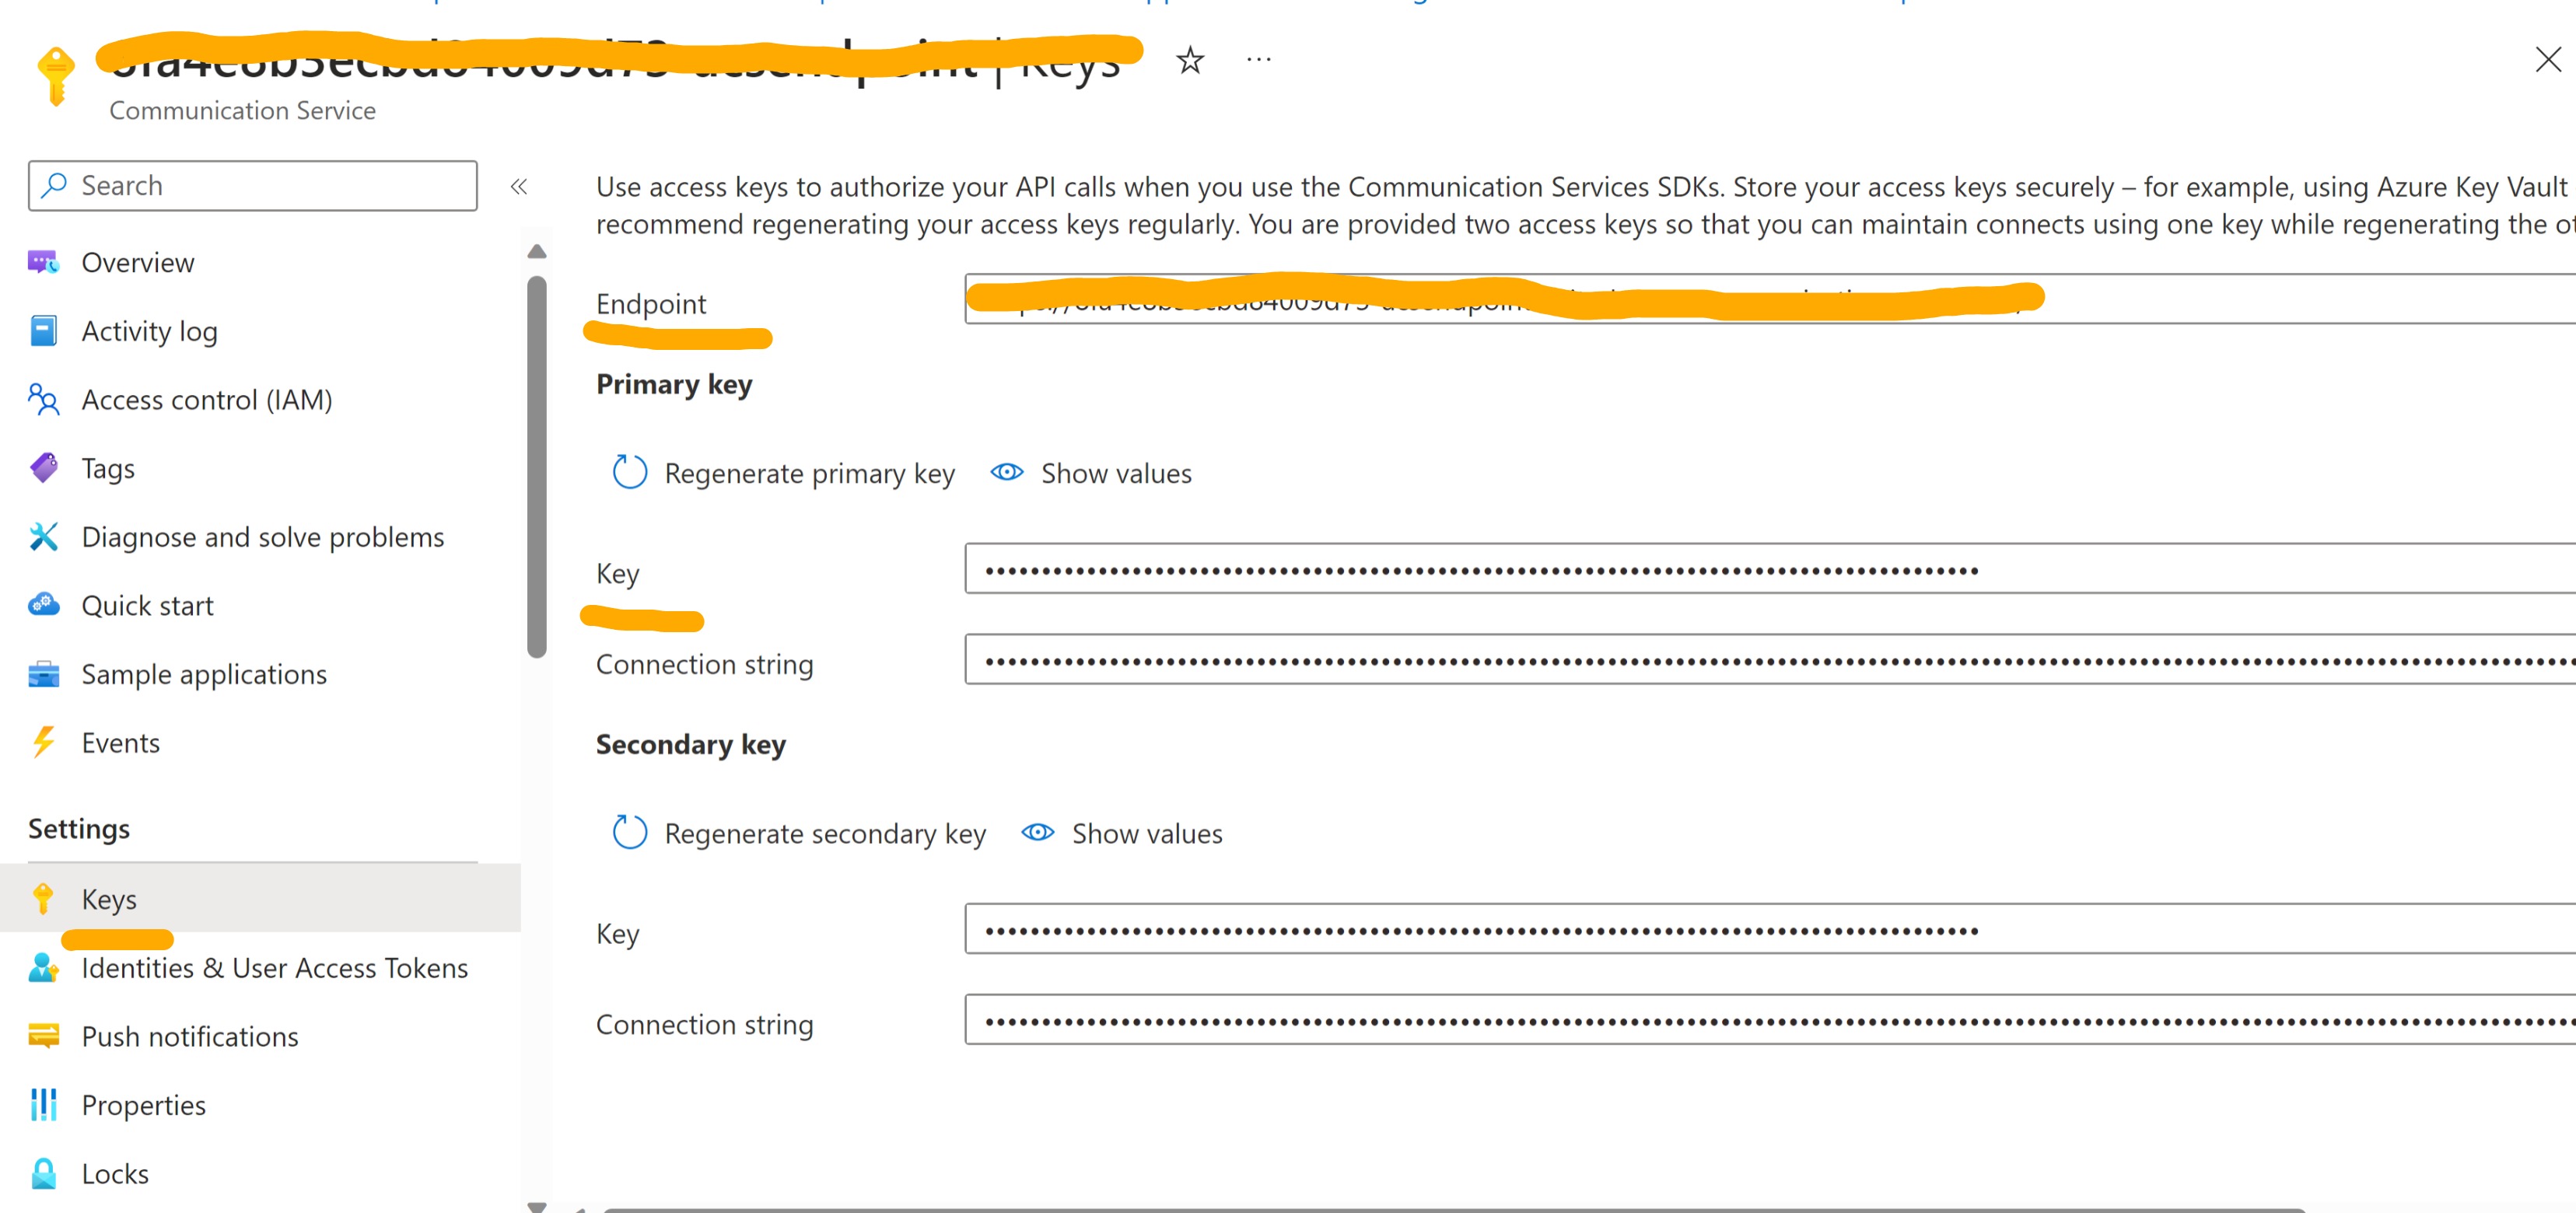 Keys
Communication Service
Search
Use access keys to authorize your API calls when you use the Communication Services SDKs. Store your access keys securely – for example, using Azure Key Vault
recommend regenerating your access keys regularly. You are provided two access keys so that you can maintain connects using one key while regenerating the
Overview
Activity log
Access control (IAM)
Tags
Diagnose and solve problems
Quick start
Sample applications
Events
Settings
Keys
Identities & User Access Tokens
Push notifications
Properties
Locks
Endpoint
Primary key
Regenerate primary key Show values
Key
Connection string
Secondary key
Regenerate secondary key Show values
Key
Connection string